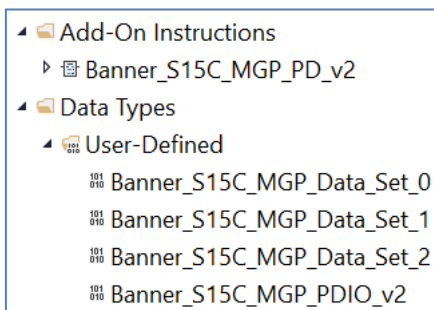 Add-On Instructions
Banner_S15C_MGP_PD_v2
Data Types
User-Defined
Banner_S15C_MGP_Data_Set_0
Banner_S15C_MGP_Data_Set_1
Banner_S15C_MGP_Data_Set_2
Banner_S15C_MGP_PDIO_v2